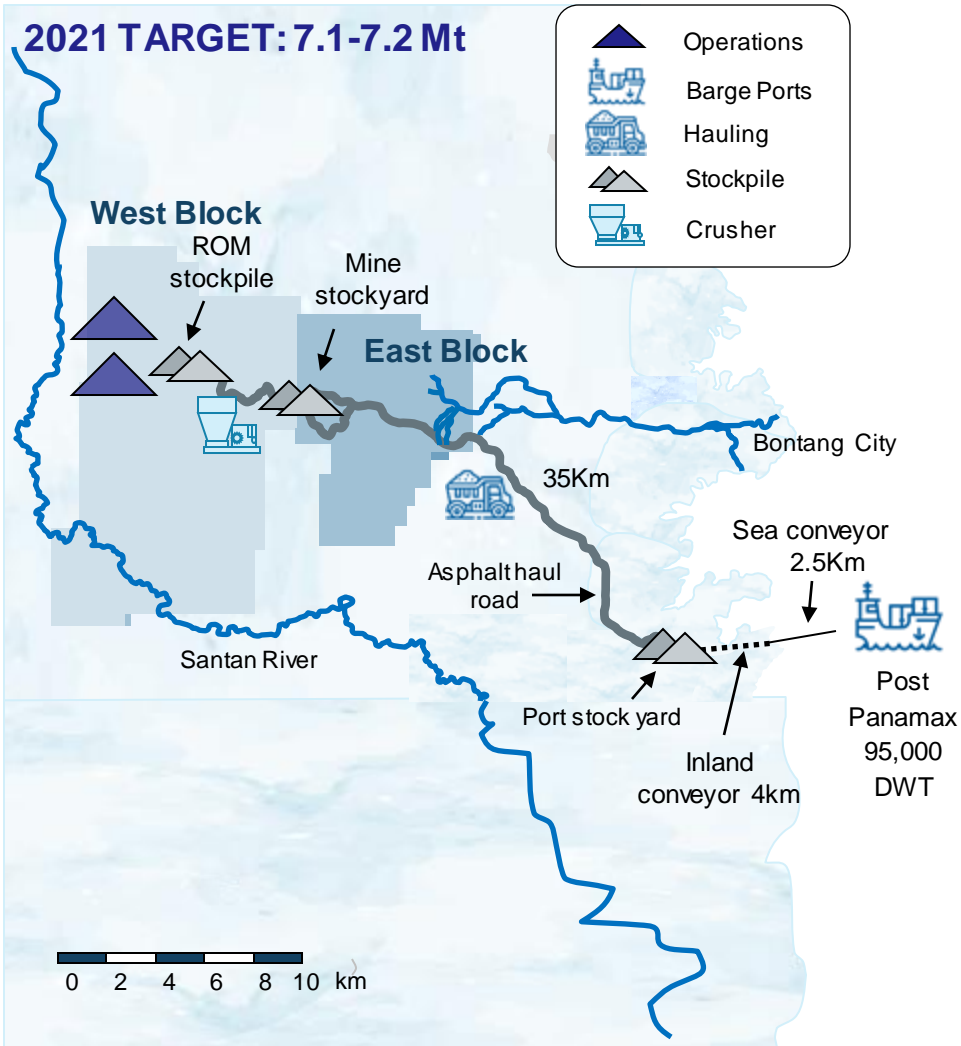 2021 TARGET: 7.1-7.2 Mt
Operations
Barge Ports
Hauling
Stockpile
Crusher
West Block
ROM
stockpile
Mine
stockyard
East Block
Bontang City
35Km
Sea conveyor
2.5Km
Asphalt haul
road
Santan River
Port stock yard
Inland
conveyor 4km
Post
Panamax
95,000
DWT
0 2 4 6 8 10 km